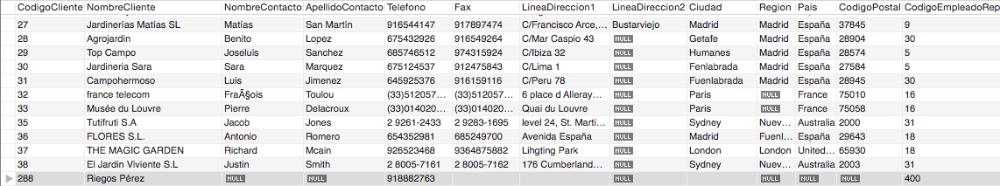 CodigoCliente NombreCliente NombreContacto ApellidoContacto Telefono Fax LineaDireccion1 LineaDireccion2 Ciudad Region Pais CodigoPostal CodigoEmpleadoRep
27 Jardinerías Matías SL Matías San Martín 916544147 917897474 C/Francisco Arce,... Bustarviejo Madrid Madrid España 37845 9
28 Agrojardin Benito Lopez 675432926 916549264 C/Mar Caspio 43 NULL Getafe Madrid España 28904 30
29 Top Campo Joseluis Sanchez 685746512 974315924 C/Ibiza 32 NULL Humanes Madrid España 28574 5
30 Jardineria Sara Sara Marquez 675124537 912475843 C/Lima 1 NULL Fenlabrada Madrid España 27584 5
31 Campohermoso Luis Jimenez 645925376 916159116 C/Peru 78 NULL Fuenlabrada Madrid España 28945 30
32 france telecom FraÃ§ois Toulou (33)512057... (33)512057... 6 place d Alleray... NULL Paris NULL France 75010 16
33 Musée du Louvre Pierre Delacroux (33)014020... (33)014020... Quai du Louvre NULL Paris NULL France 75058 16
35 Tutifruti S.A Jacob Jones 2 9261-2433 2 9283-1695 level 24, St. Marti... NULL Sydney Nuev... Australia 2000 31
36 FLORES S.L. Antonio Romero 654352981 685249700 Avenida España NULL Madrid Fuenl... España 29643 18
37 THE MAGIC GARDEN Richard Mcain 926523468 9364875882 Lihgting Park NULL London London United... 65930 18
38 El Jardin Viviente S.L Justin Smith 2 8005-7161 2 8005-7162 176 Cumberland... NULL Sydney Nuev... Australia 2003 31
288 Riegos Pérez NULL NULL 918882763 NULL NULL NULL NULL 400